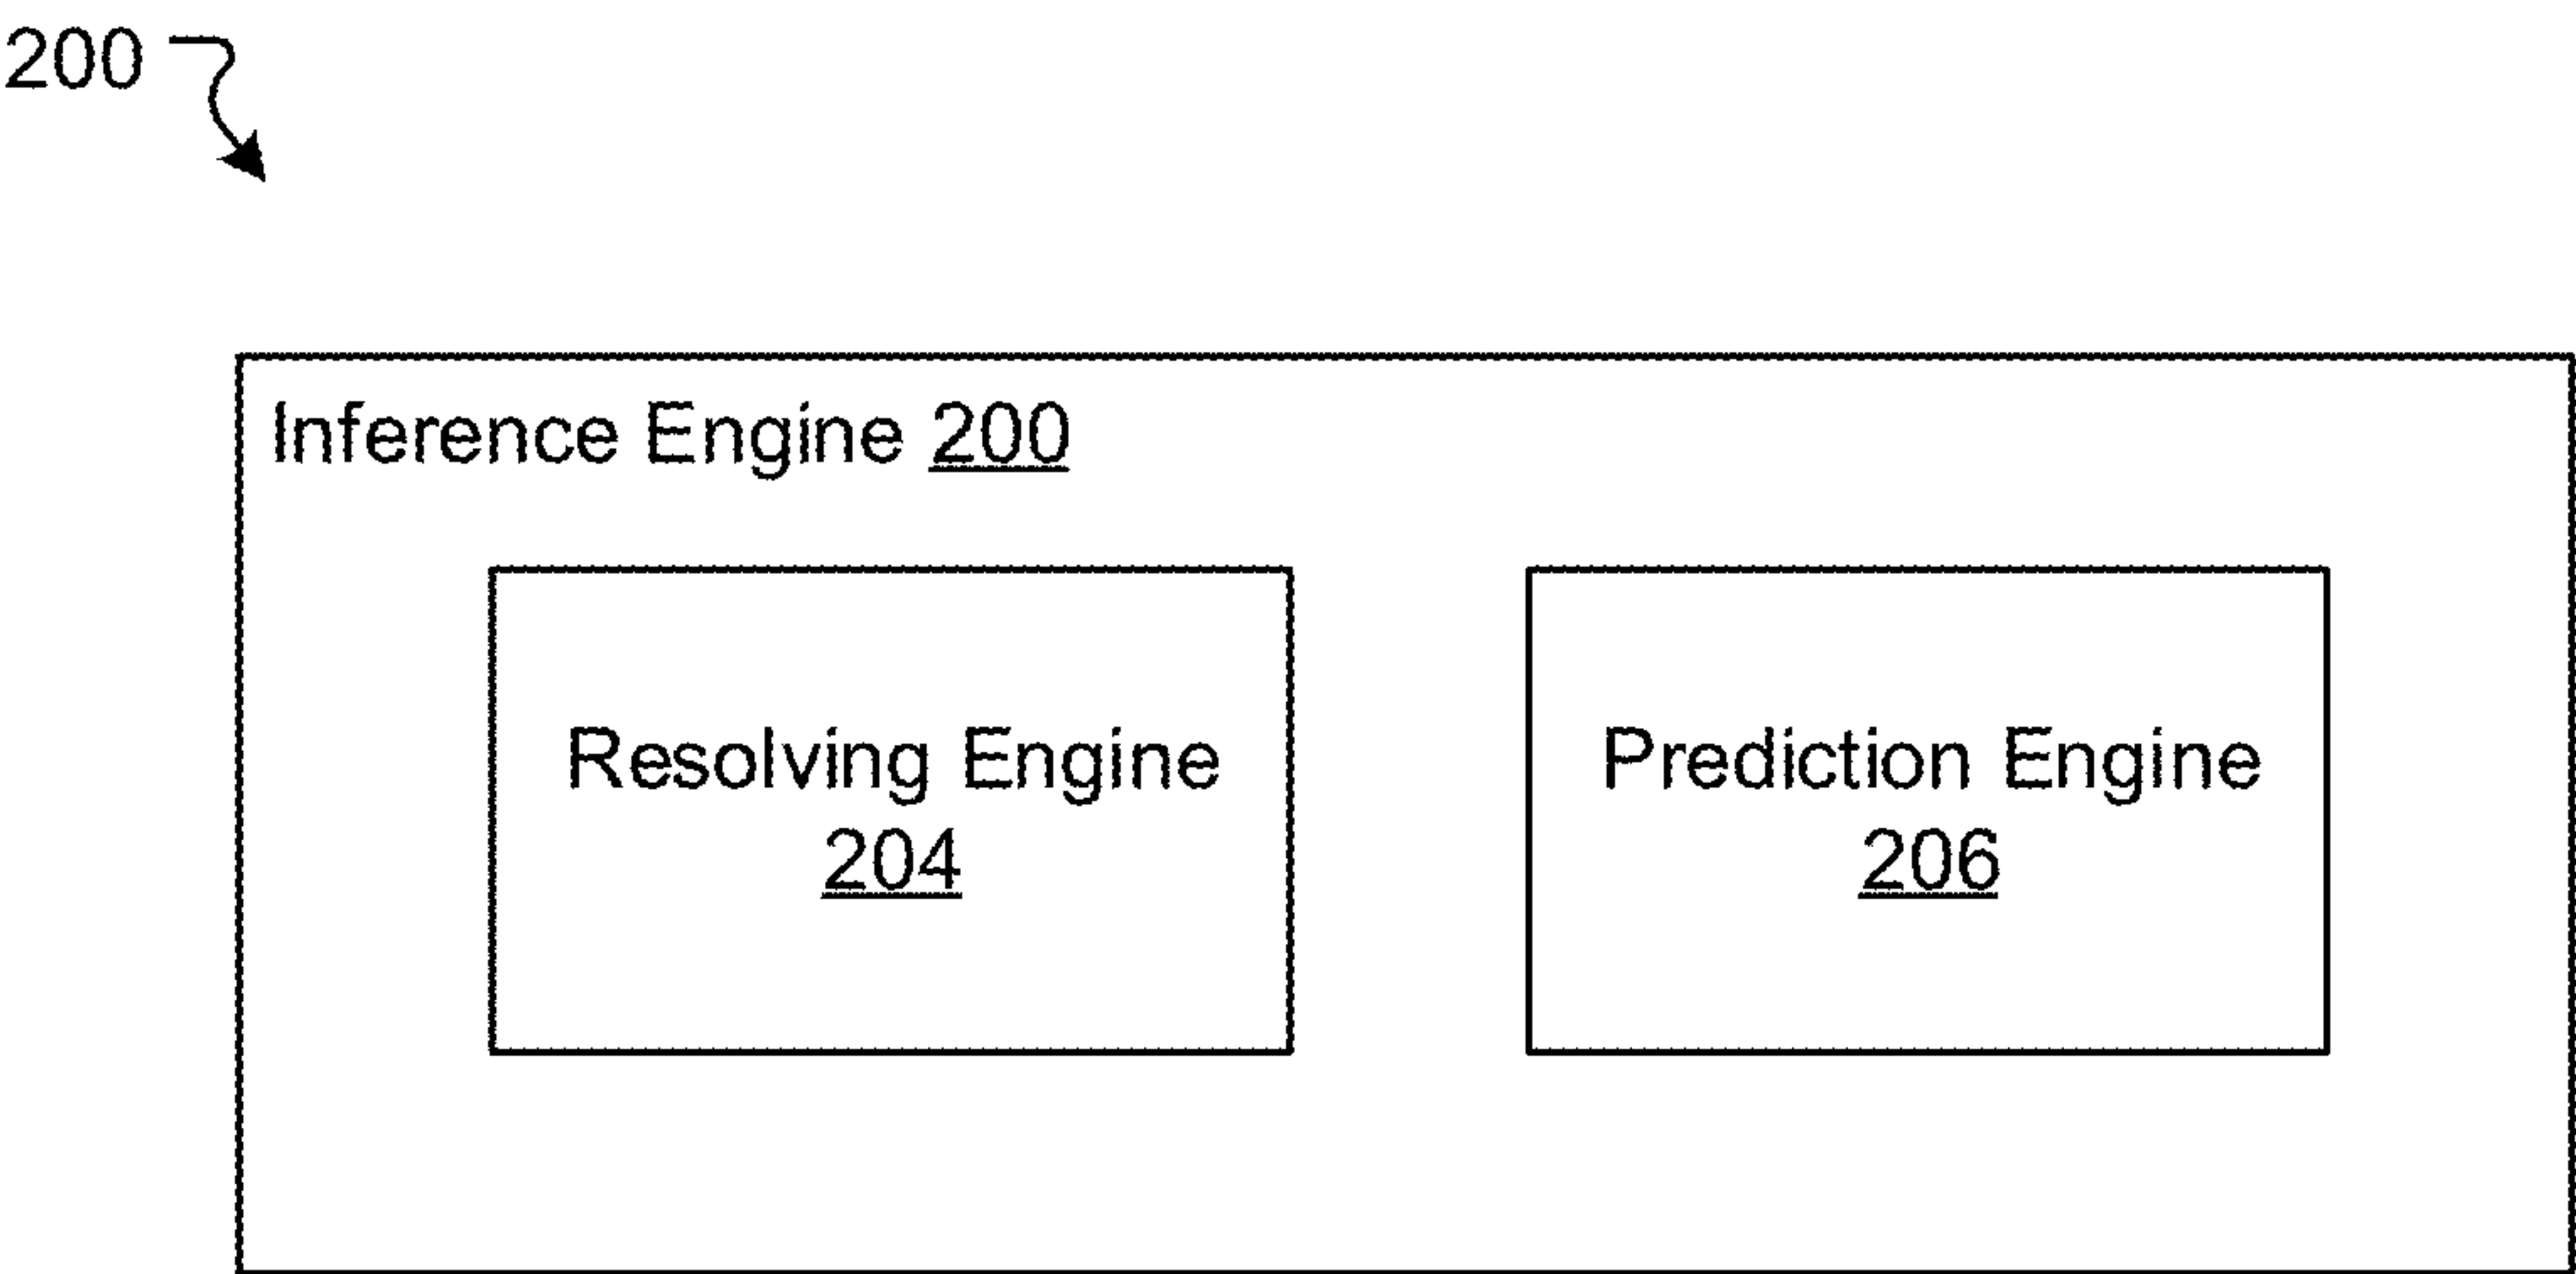 200
Inference Engine 200
Resolving Engine
204
Prediction Engine
206